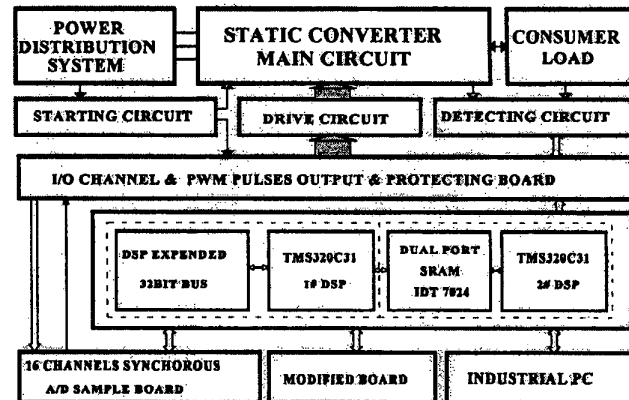 POWER
DISTRIBUTION
SYSTEM
STATIC CONVERTER
MAIN CIRCUIT
CONSUMER
LOAD
STARTING CIRCUIT
DRIVE CIRCUIT
DETECTING CIRCUIT
I/O CHANNEL & PWM PULSES OUTPUT & PROTECTING BOARD
DSP EXPENDED
32BIT BUS
TMS320C31
1# DSP
DUAL PORT
SRAM
IDT 7024
TMS320C31
2# DSP
16 CHANNELS SYNCHOROUS
A/D SAMPLE BOARD
MODIFIED BOARD
INDUSTRIAL PC